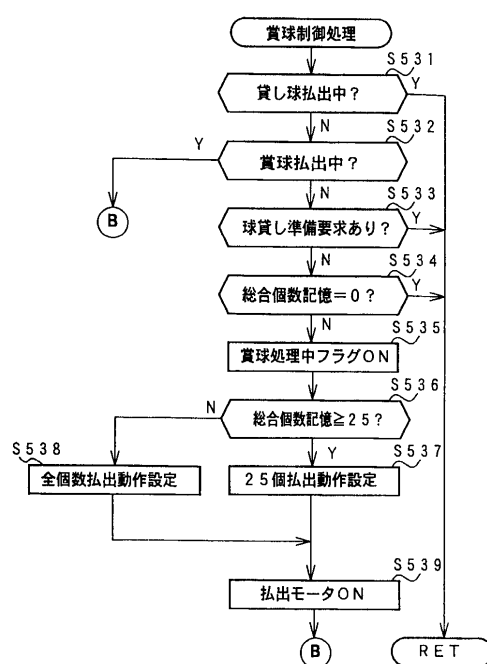 賞球制御処理
S531
貸し球払出中？
Y
N
S532
Y
賞球払出中？
N
B
S533
球貸し準備要求あり？
Y
N
S534
総合個数記憶＝0？
Y
N
S535
賞球処理中フラグON
S536
N
総合個数記憶≧25？
S538
Y
S537
全個数払出動作設定
25個払出動作設定
S539
払出モータON
B
RET